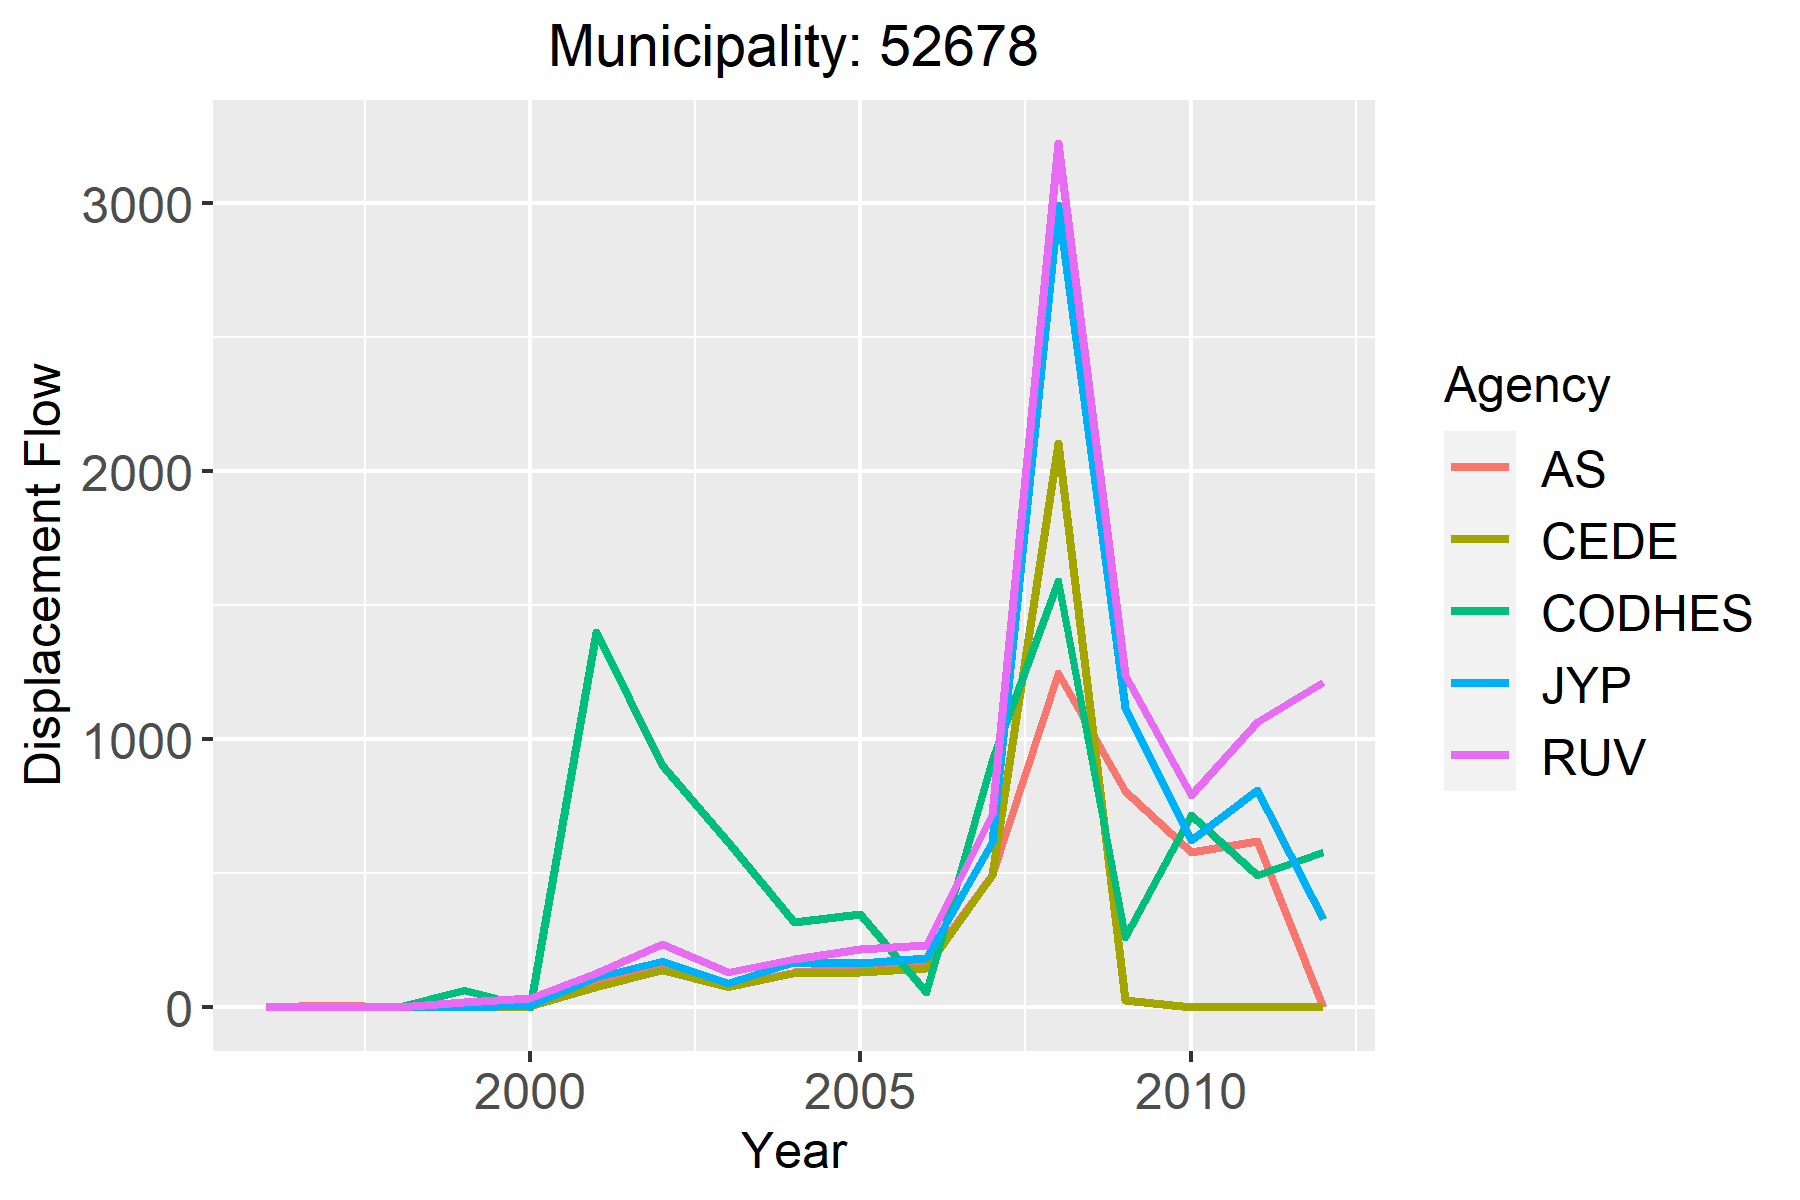 Municipality: 52678
Displacement Flow
3000
2000
1000
0
2000
2005
2010
Year
Agency
AS
CEDE
CODHES
JYP
RUV